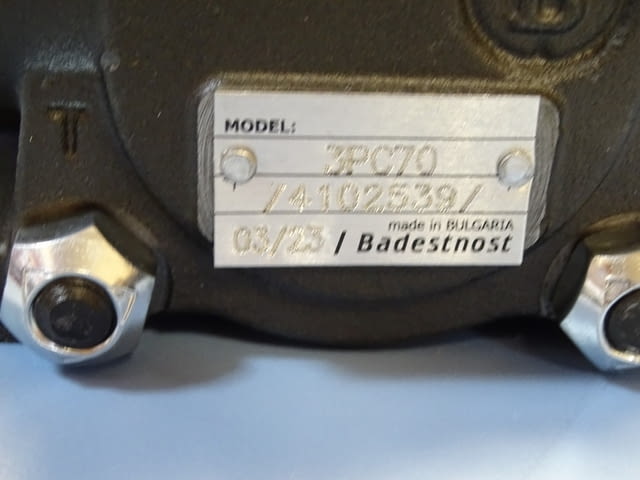 T
MODEL:
3PC70
/4102539/
made in BULGARIA
03/23 / Badestnost